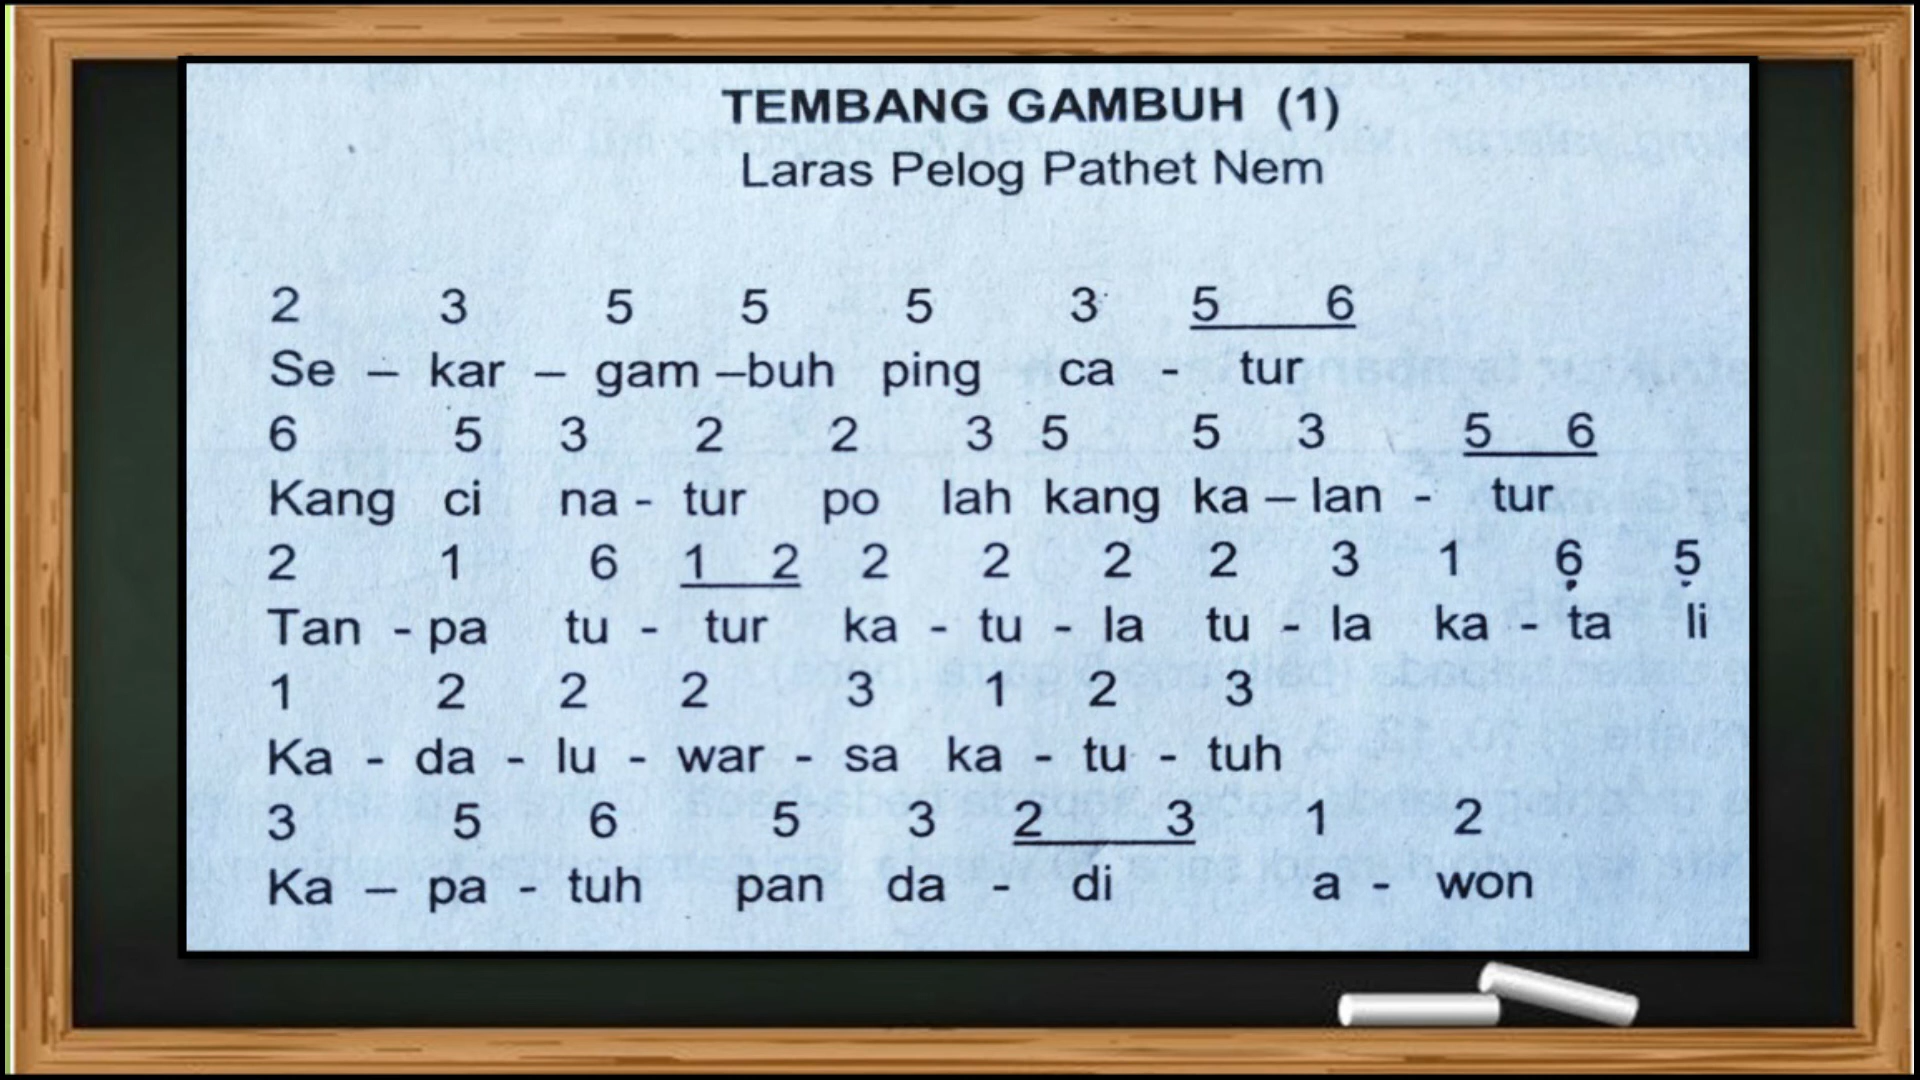 TEMBANG GAMBUH (1)
Laras Pelog Pathet Nem
2 3 5 5 5 3 5 6
Se – kar – gam –buh ping ca - tur
6 5 3 2 2 3 5 5 3 5 6
Kang ci na - tur po lah kang ka – lan - tur
2 1 6 1 2 2 2 2 2 3 1 6̣ 5̣
Tan - pa tu - tur ka - tu - la tu - la ka - ta li
1 2 2 2 3 1 2 3
Ka - da - lu - war - sa ka - tu - tuh
3 5 6 5 3 2 3 1 2
Ka – pa - tuh pan da - di a - won